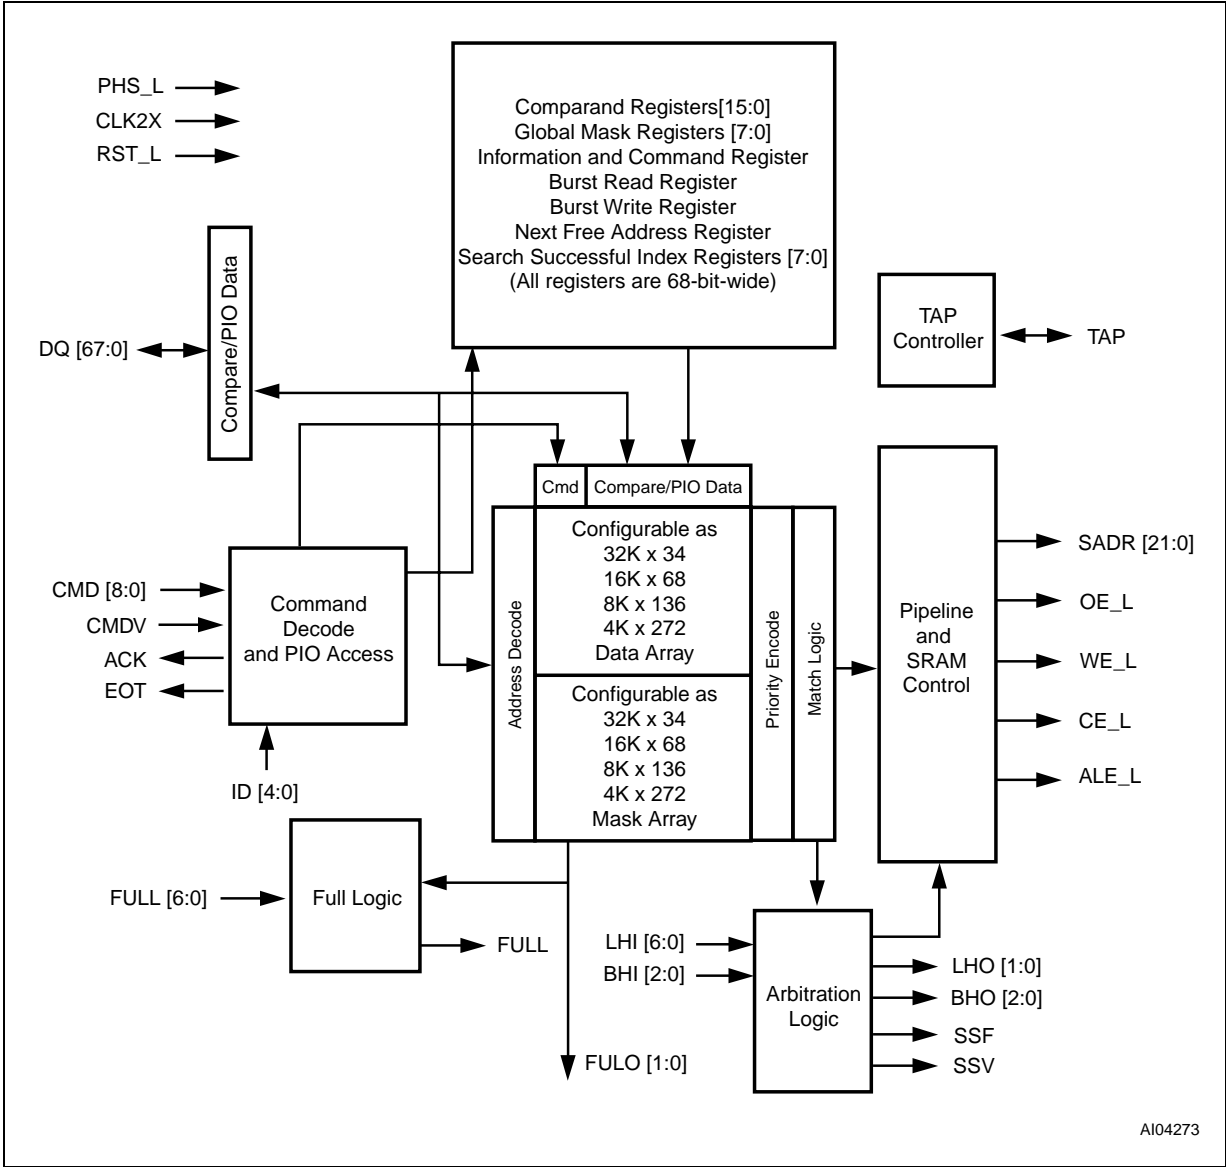 PHS_L
CLK2X
RST_L
Comparand Registers[15:0]
Global Mask Registers [7:0]
Information and Command Register
Burst Read Register
Burst Write Register
Next Free Address Register
Search Successful Index Registers [7:0]
(All registers are 68-bit-wide)
Compare/PIO Data
DQ [67:0]
TAP
Controller
TAP
Cmd
Compare/PIO Data
Address Decode
Configurable as
32K x 34
16K x 68
8K x 136
4K x 272
Data Array
Configurable as
32K x 34
16K x 68
8K x 136
4K x 272
Mask Array
Priority Encode
Match Logic
CMD [8:0]
CMDV
ACK
EOT
Command
Decode
and PIO Access
ID [4:0]
Pipeline
and
SRAM
Control
SADR [21:0]
OE_L
WE_L
CE_L
ALE_L
FULL [6:0]
Full Logic
FULL
FULO [1:0]
LHI [6:0]
BHI [2:0]
Arbitration
Logic
LHO [1:0]
BHO [2:0]
SSF
SSV
AI04273